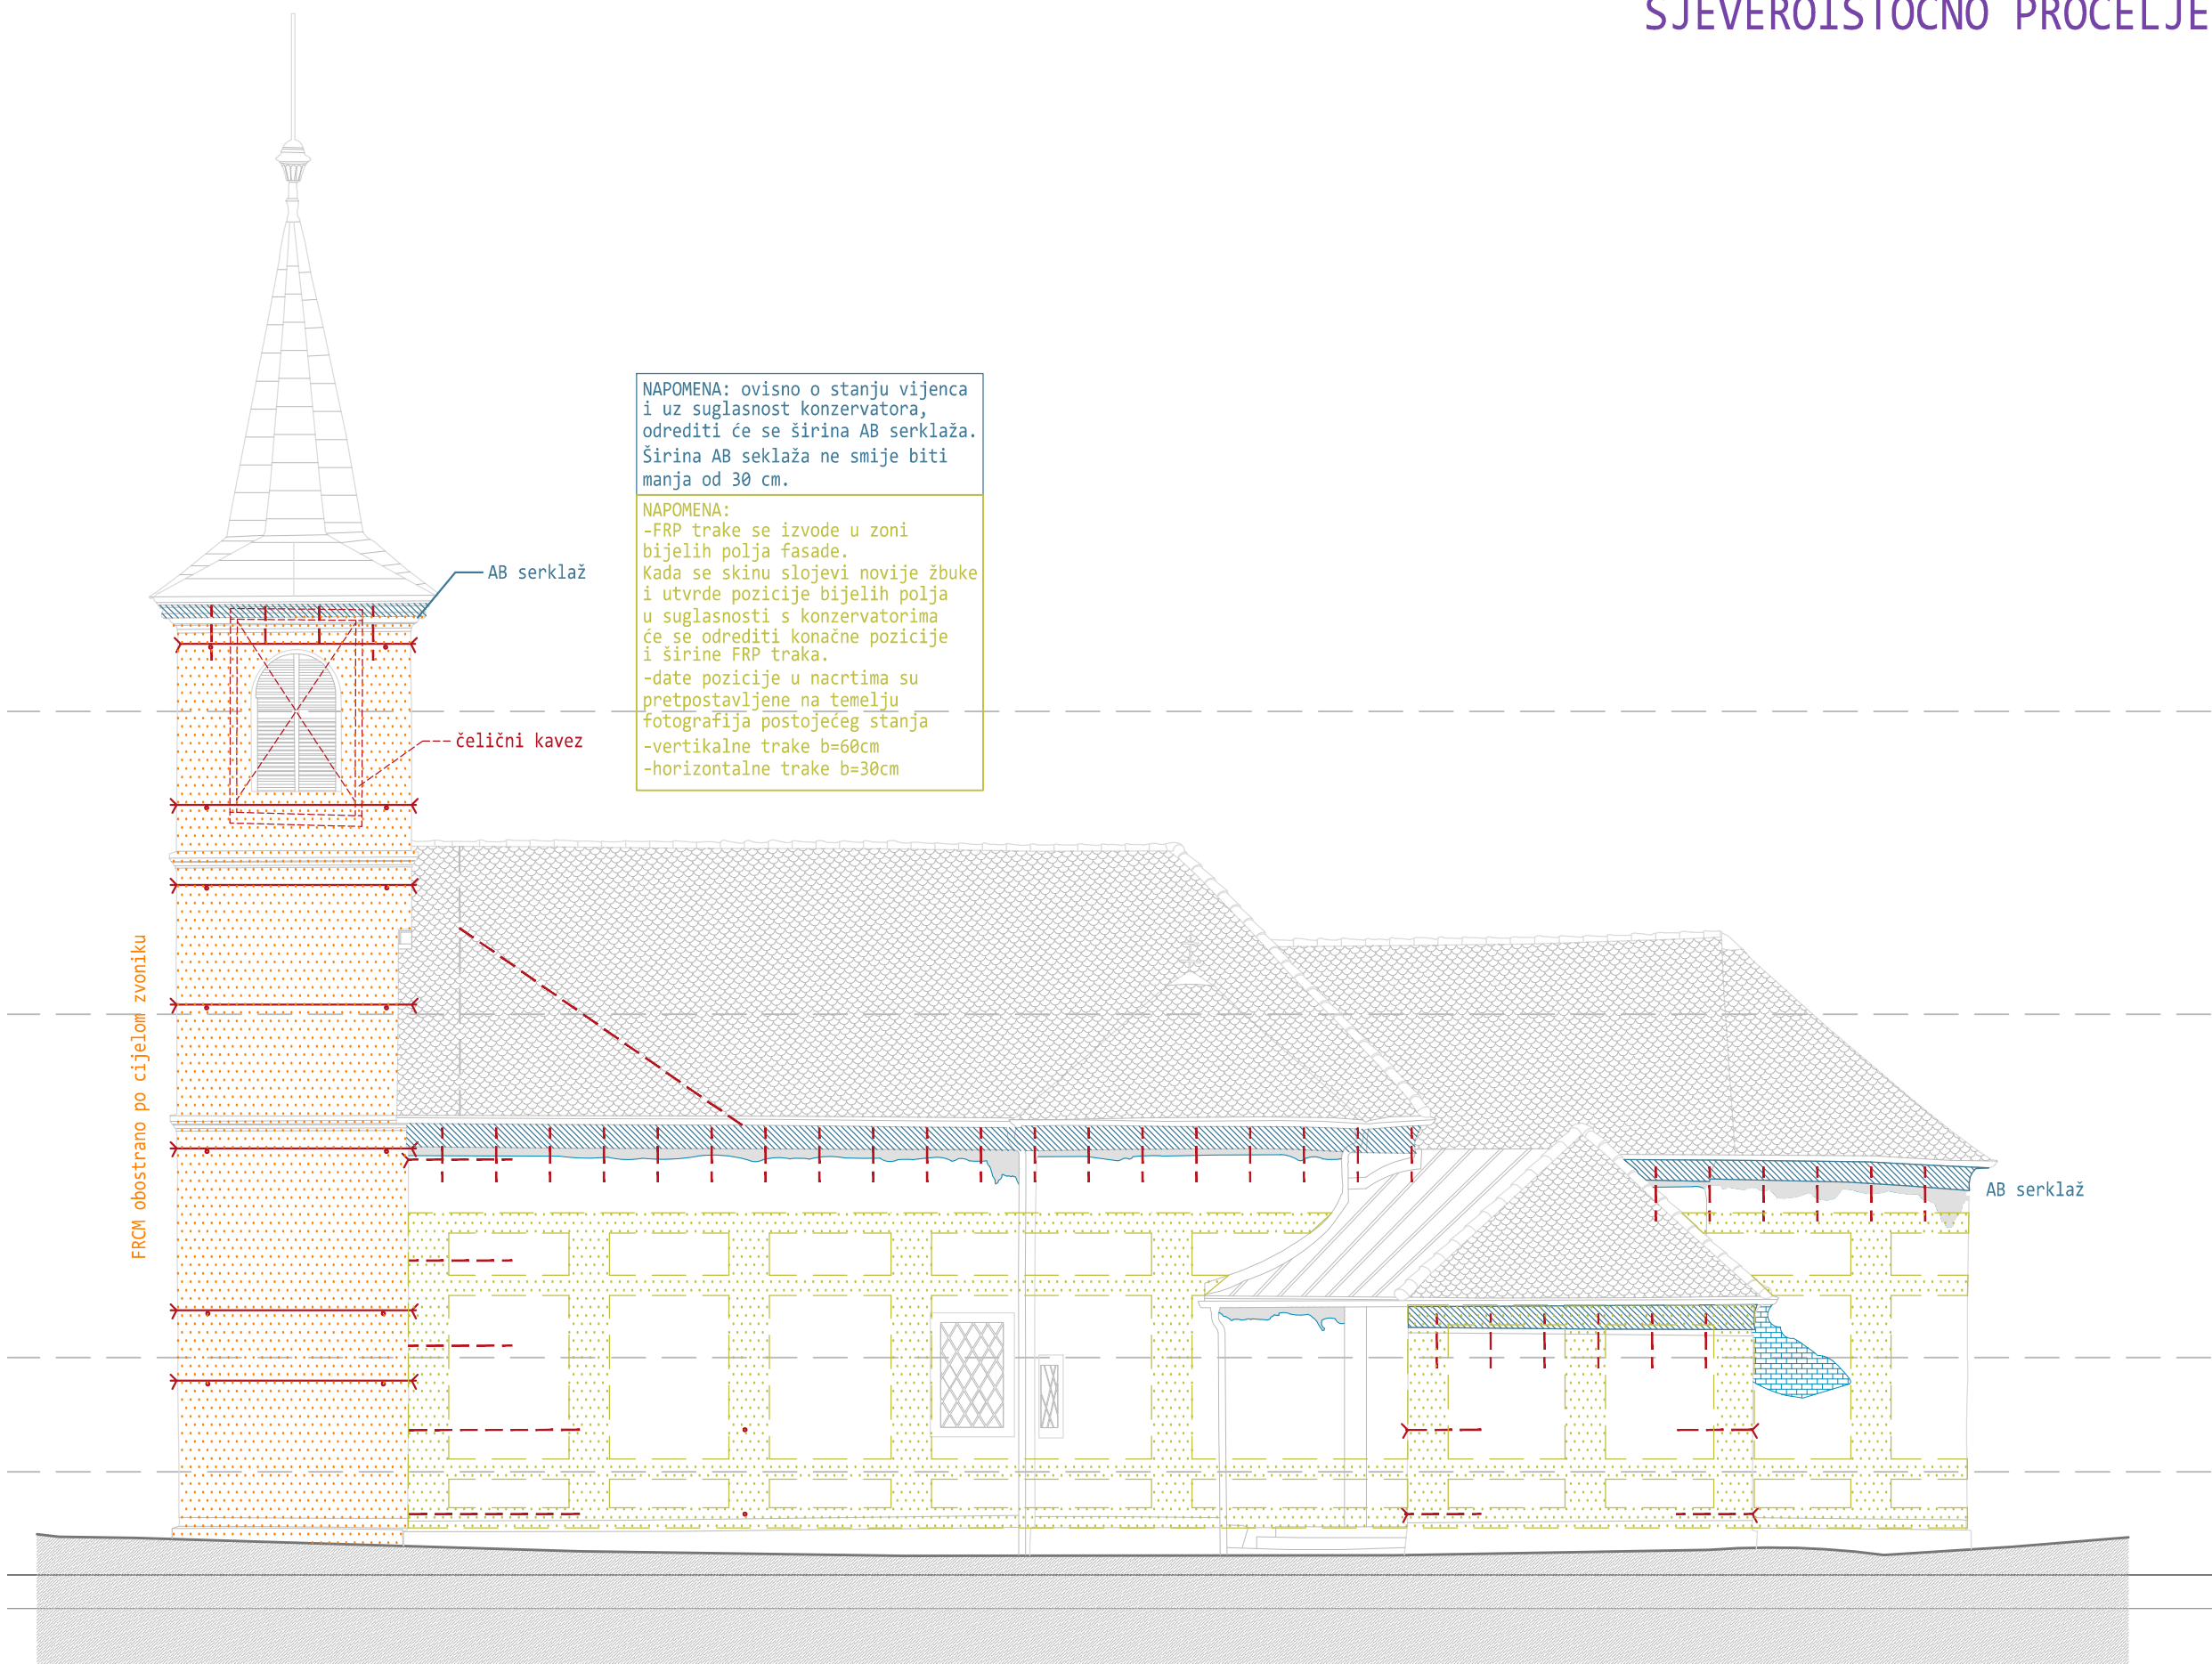 SJEVEROISTOČNO PROČELJE
NAPOMENA: ovisno o stanju vijenca
i uz suglasnost konzervatora,
odrediti će se širina AB serklaža.
Širina AB seklaža ne smije biti
manja od 30 cm.
NAPOMENA:
-FRP trake se izvode u zoni
bijelih polja fasade.
Kada se skinu slojevi novije žbuke
i utvrde pozicije bijelih polja
u suglasnosti s konzervatorima
će se odrediti konačne pozicije
i širine FRP traka.
-date pozicije u nacrtima su
pretpostavljene na temelju
fotografija postojećeg stanja
-vertikalne trake b=60cm
-horizontalne trake b=30cm
AB serklaž
čelični kavez
FRCM obostrano po cijelom zvoniku
AB serklaž